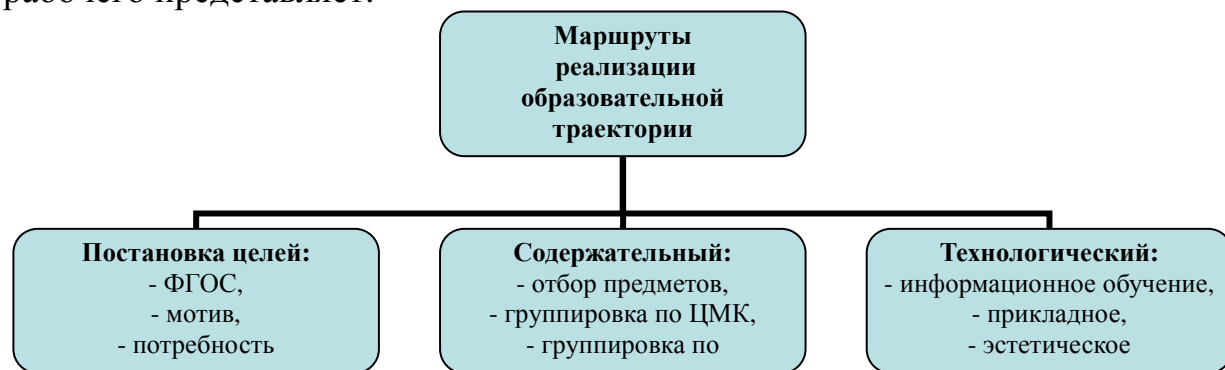 рабочего представляет:
Маршруты
реализации
образовательной
траектории
Постановка целей:
- ФГОС,
- мотив,
- потребность
Содержательный:
- отбор предметов,
- группировка по ЦМК,
- группировка по
Технологический:
- информационное обучение,
- прикладное,
- эстетическое